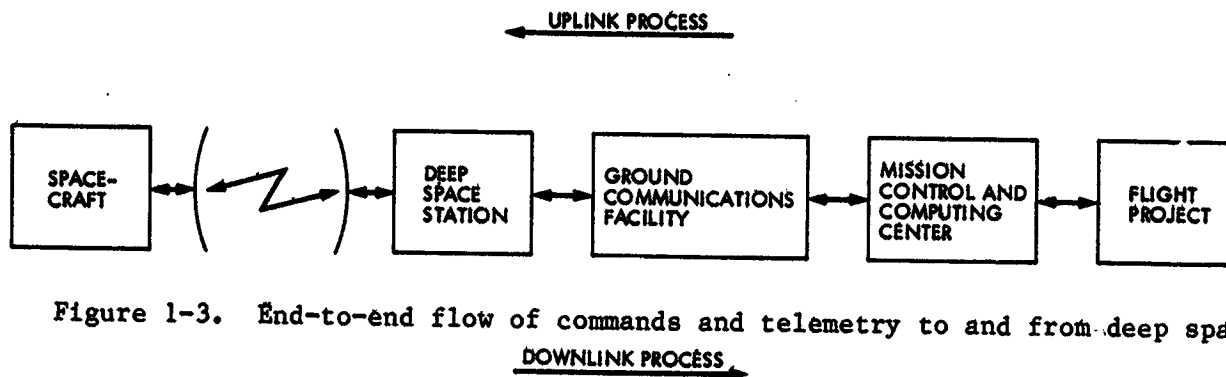 UPLINK PROCESS
SPACE-
CRAFT
DEEP
SPACE
STATION
GROUND
COMMUNICATIONS
FACILITY
MISSION
CONTROL AND
COMPUTING
CENTER
FLIGHT
PROJECT
Figure 1-3. End-to-end flow of commands and telemetry to and from deep spa
DOWNLINK PROCESS